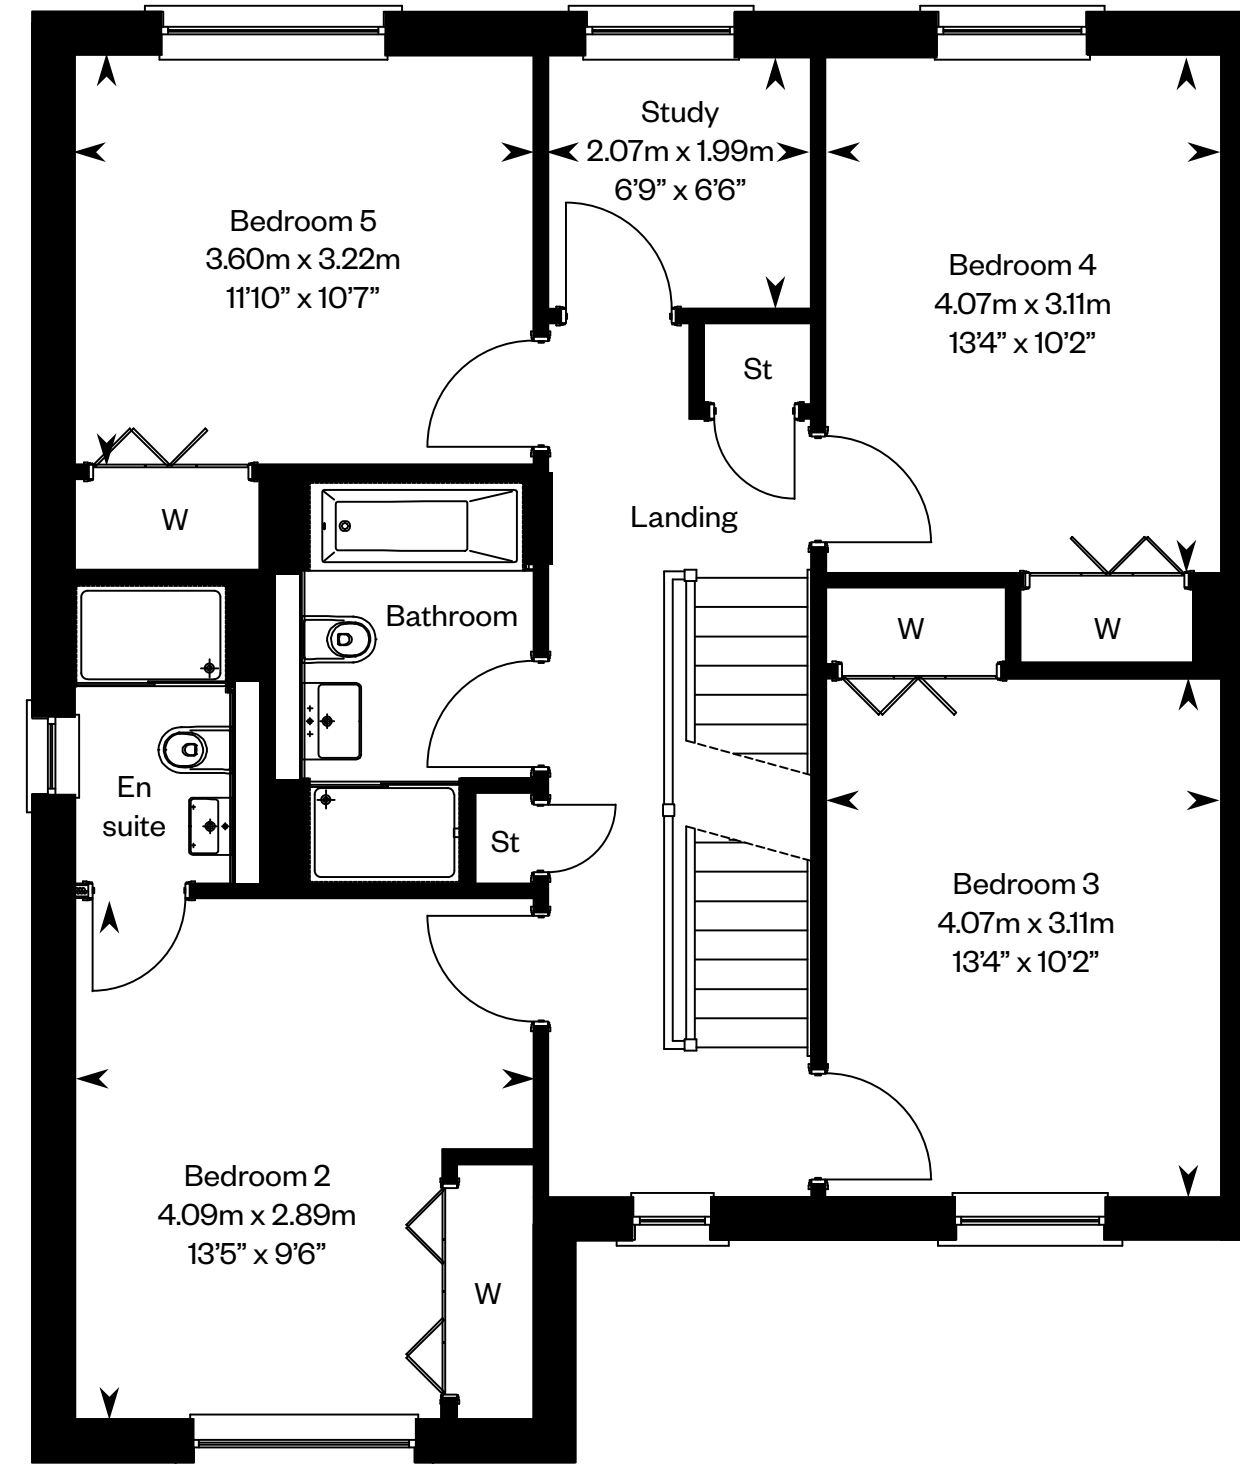 Study
2.07m x 1.99m
6’9” x 6’6”
Bedroom 5
3.60m x 3.22m
11’10” x 10’7”
Bedroom 4
4.07m x 3.11m
13’4” x 10’2”
St
W
Landing
Bathroom
W
W
En
suite
St
Bedroom 3
4.07m x 3.11m
13’4” x 10’2”
Bedroom 2
4.09m x 2.89m
13’5” x 9’6”
W